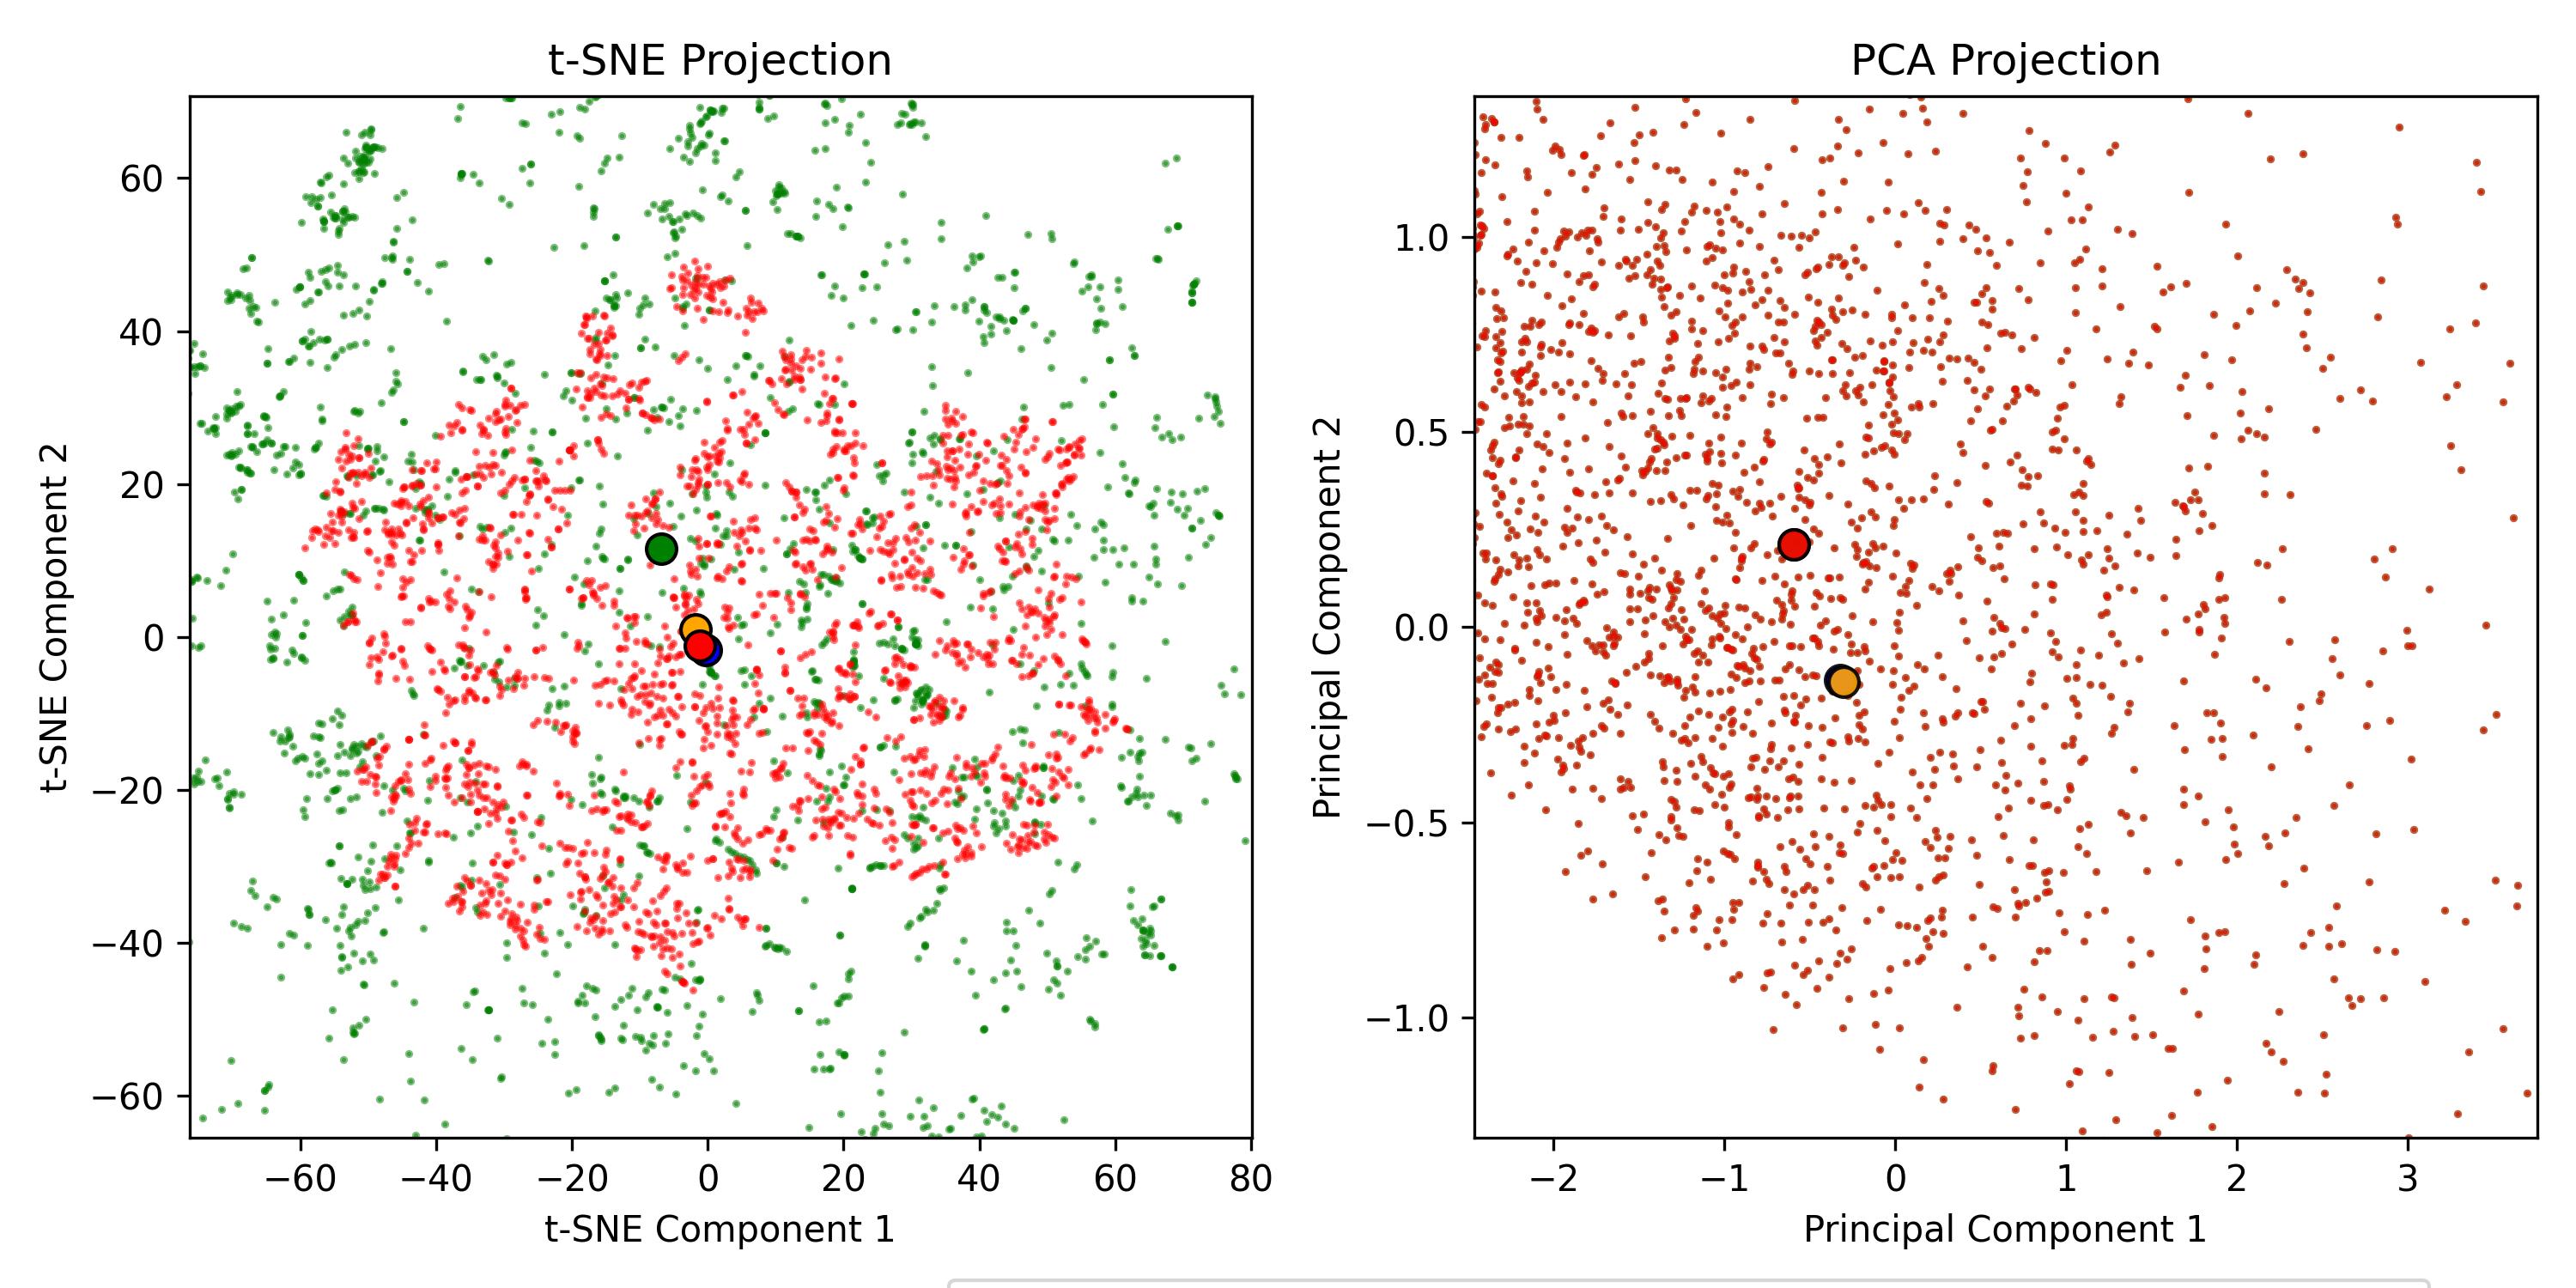 t-SNE Projection
t-SNE Component 2
60
40
20
0
−20
−40
−60
−60 −40 −20 0 20 40 60 80
t-SNE Component 1
PCA Projection
Principal Component 2
1.0
0.5
0.0
−0.5
−1.0
−2 −1 0 1 2 3
Principal Component 1